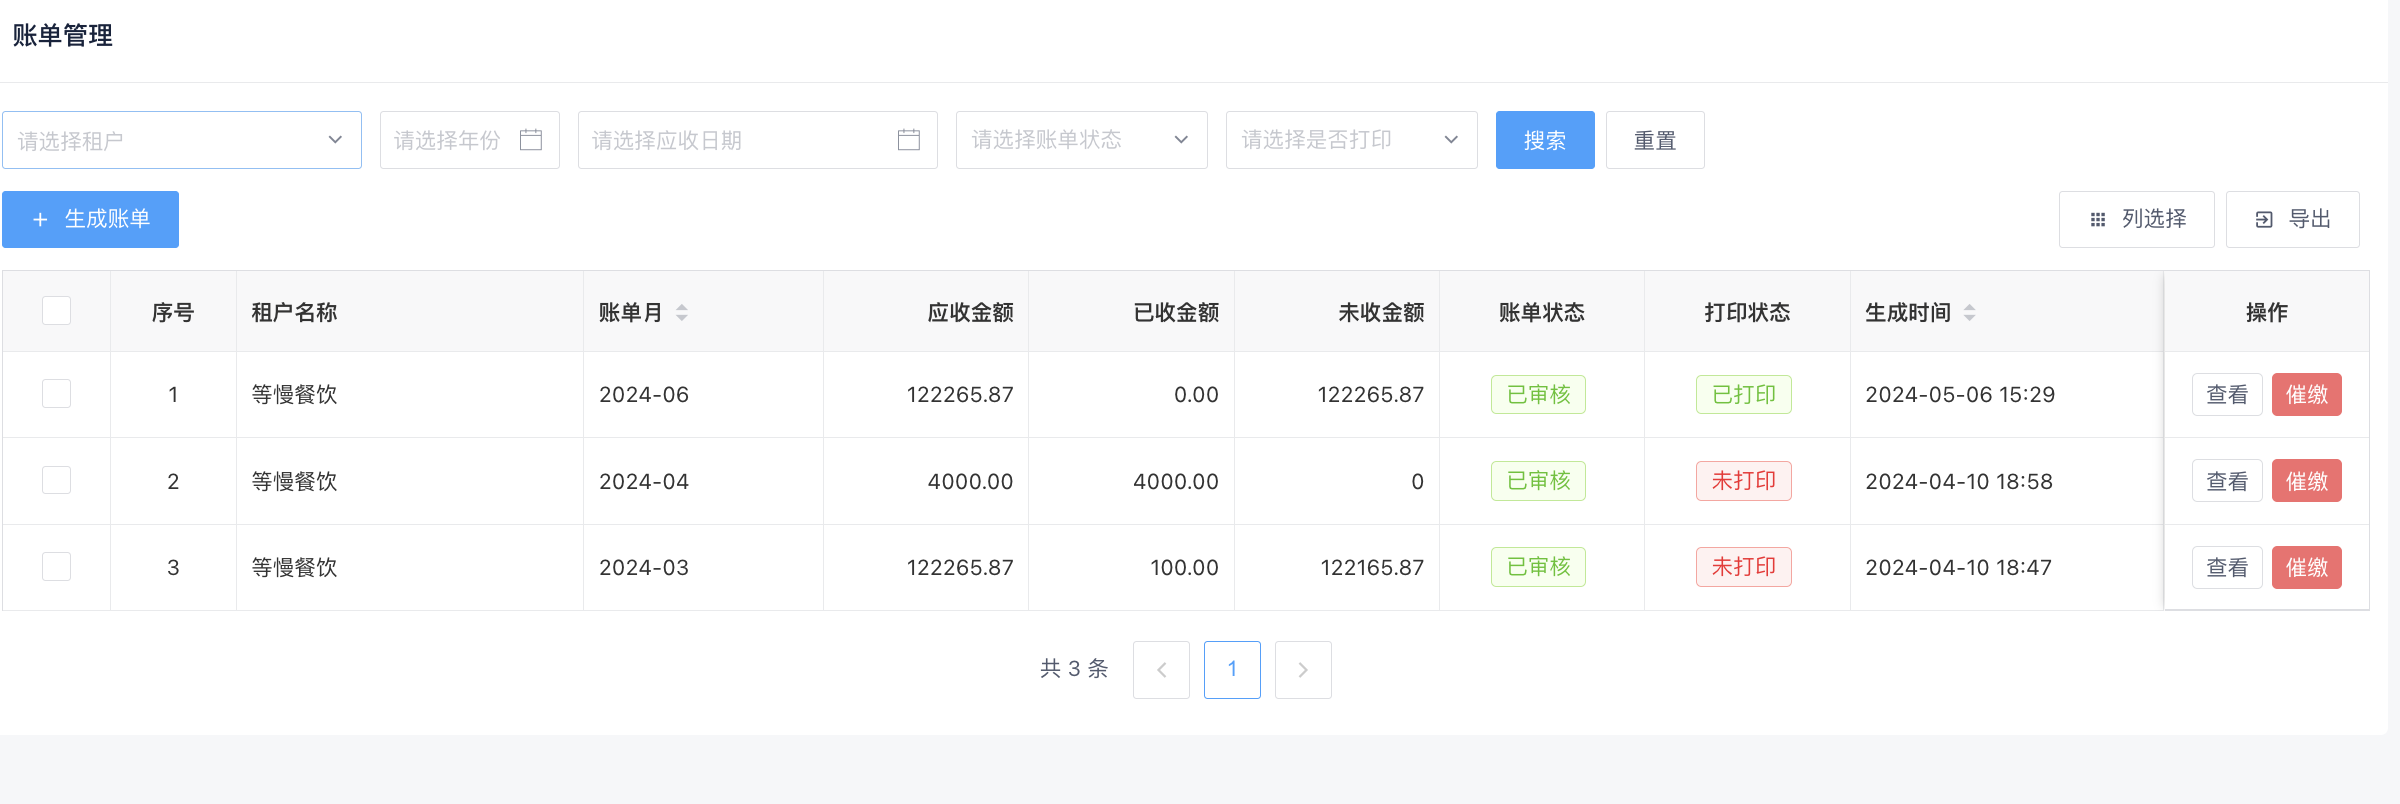 账单管理
请选择租户 请选择年份 请选择应收日期 请选择账单状态 请选择是否打印 搜索 重置
+ 生成账单 列选择 导出
序号 租户名称 账单月 应收金额 已收金额 未收金额 账单状态 打印状态 生成时间 操作
1 等慢餐饮 2024-06 122265.87 0.00 122265.87 已审核 已打印 2024-05-06 15:29 查看 催缴
2 等慢餐饮 2024-04 4000.00 4000.00 0 已审核 未打印 2024-04-10 18:58 查看 催缴
3 等慢餐饮 2024-03 122265.87 100.00 122165.87 已审核 未打印 2024-04-10 18:47 查看 催缴
共 3 条 1